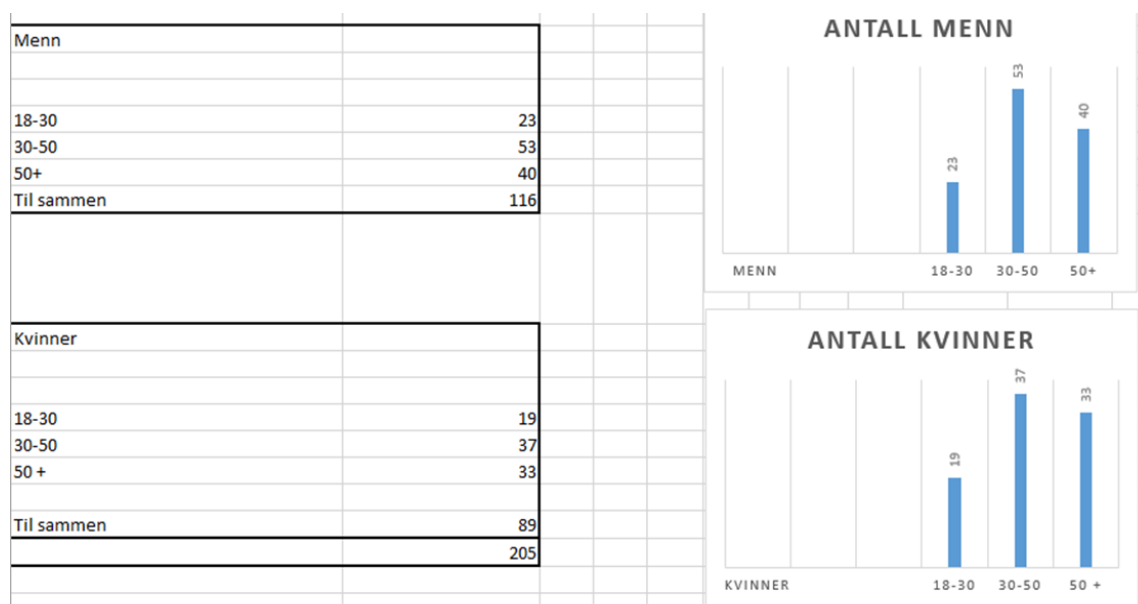 Menn
18-30 23
30-50 53
50+ 40
Til sammen 116
ANTALL MENN
23
53
40
MENN 18-30 30-50 50+
Kvinner
18-30 19
30-50 37
50 + 33
Til sammen 89
205
ANTALL KVINNER
19
37
33
KVINNER 18-30 30-50 50 +